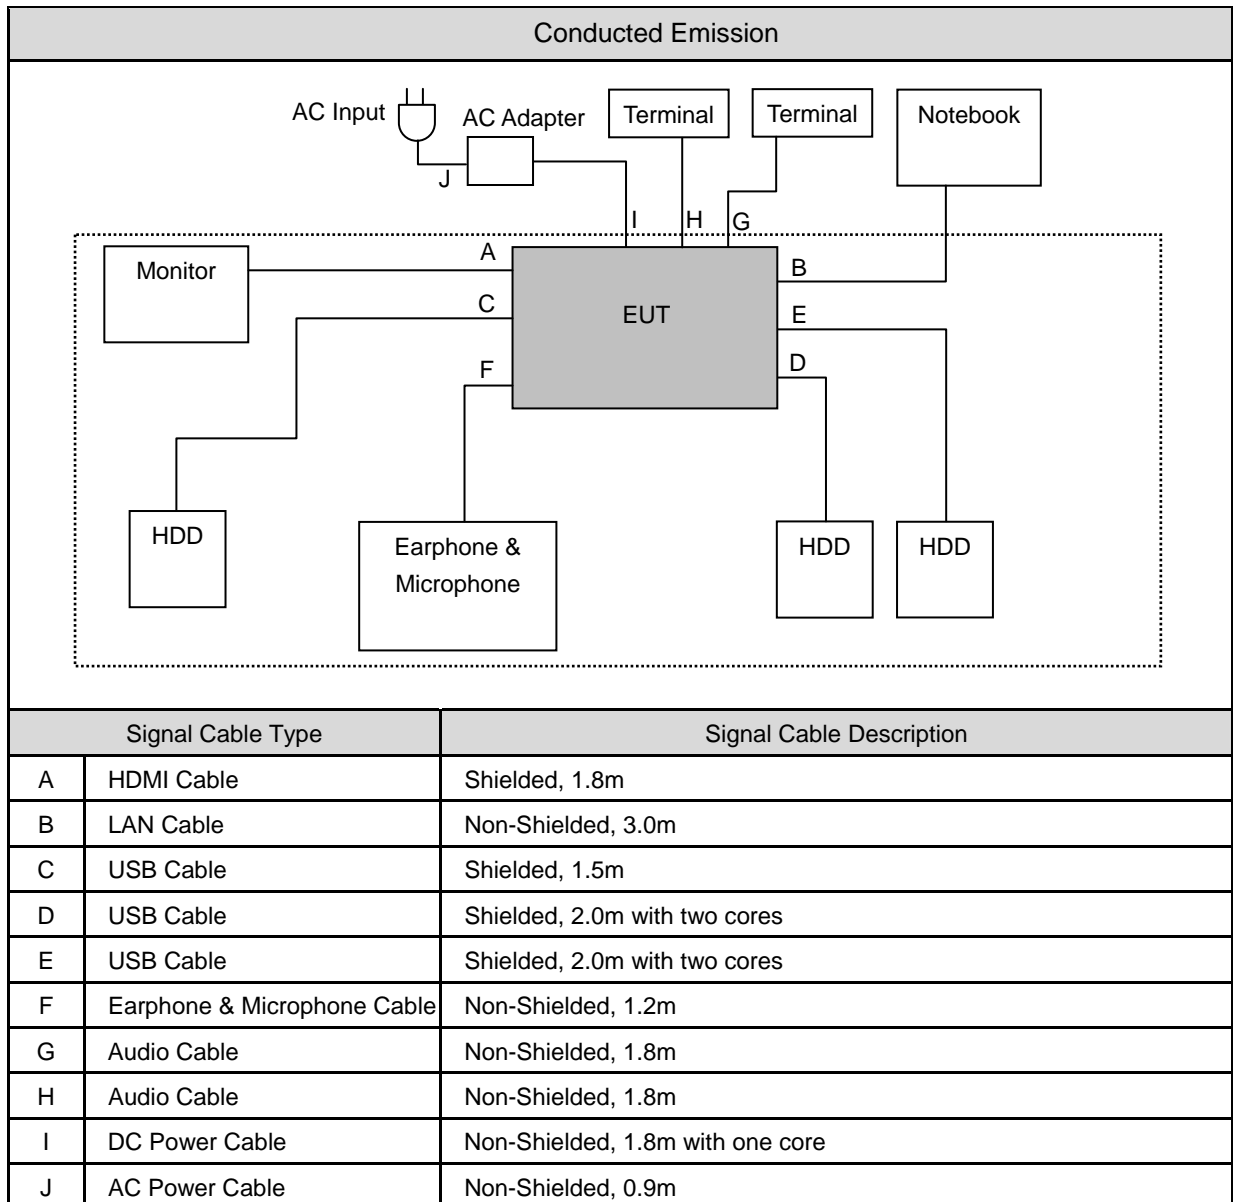 Conducted Emission
AC Input
AC Adapter
Terminal
Terminal
Notebook
J
I
H
G
Monitor
A
B
C
EUT
E
F
D
HDD
Earphone &
Microphone
HDD
HDD
Signal Cable Type Signal Cable Description
A HDMI Cable Shielded, 1.8m
B LAN Cable Non-Shielded, 3.0m
C USB Cable Shielded, 1.5m
D USB Cable Shielded, 2.0m with two cores
E USB Cable Shielded, 2.0m with two cores
F Earphone & Microphone Cable Non-Shielded, 1.2m
G Audio Cable Non-Shielded, 1.8m
H Audio Cable Non-Shielded, 1.8m
I DC Power Cable Non-Shielded, 1.8m with one core
J AC Power Cable Non-Shielded, 0.9m